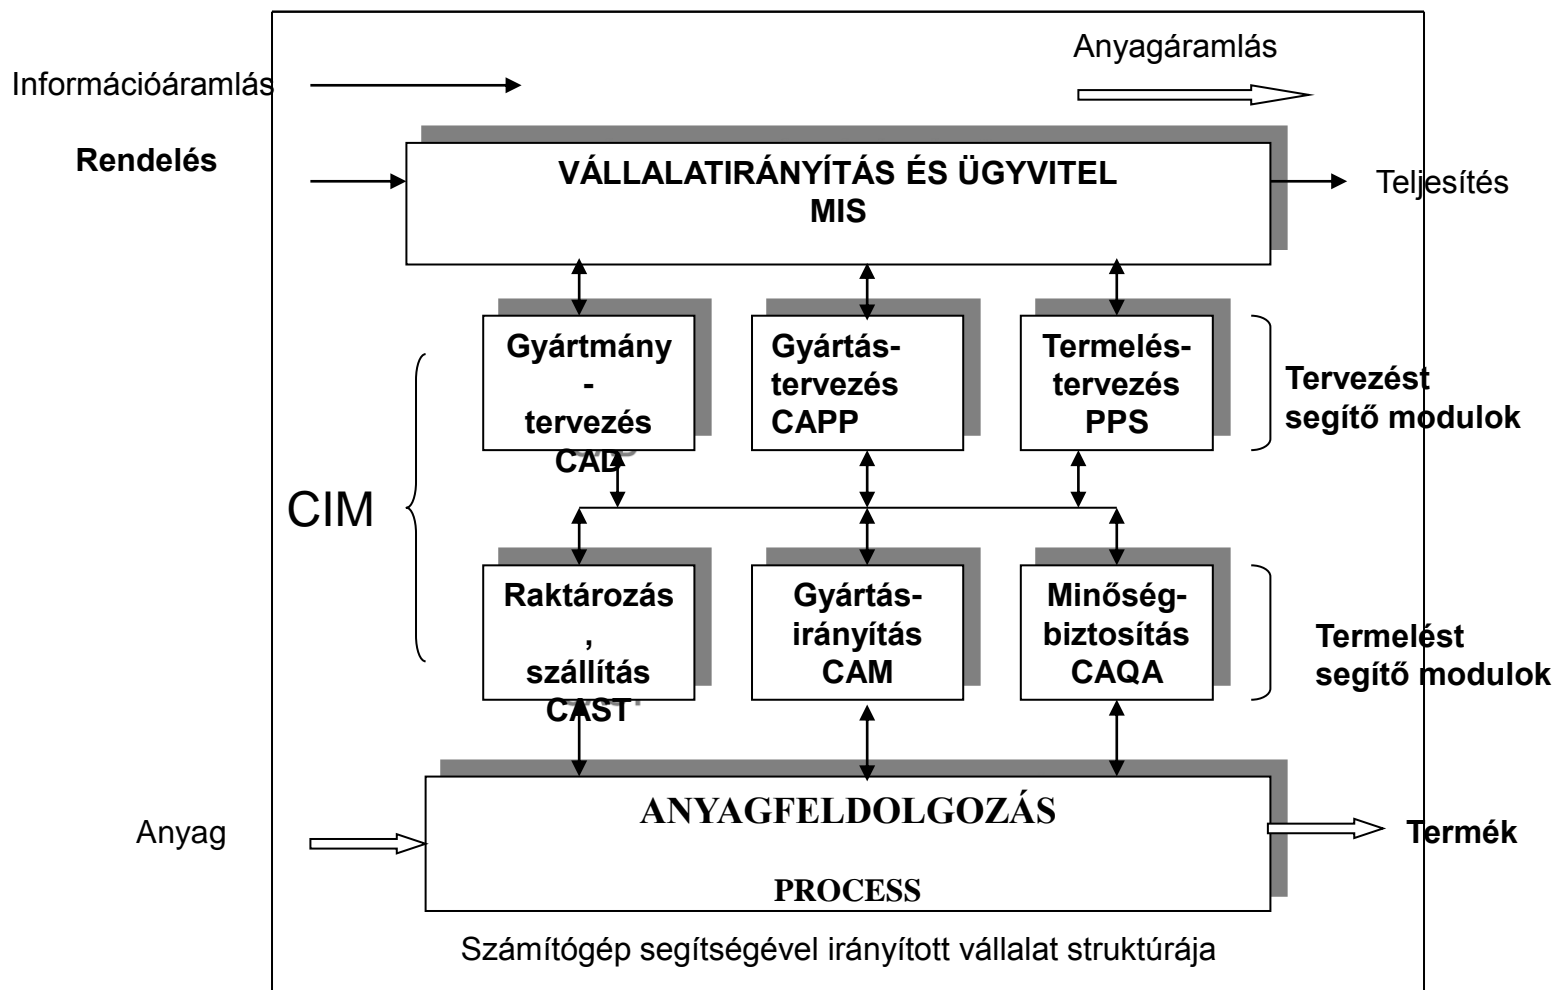 Anyagáramlás
Információáramlás
Rendelés
VÁLLALATIRÁNYÍTÁS ÉS ÜGYVITEL
MIS
Teljesítés
Gyártmány
-
tervezés
CAD
Gyártás-
tervezés
CAPP
Termelés-
tervezés
PPS
Tervezést
segítő modulok
CIM
Raktározás
,
szállítás
CAST
Gyártás-
irányítás
CAM
Minőség-
biztosítás
CAQA
Termelést
segítő modulok
Anyag
ANYAGFELDOLGOZÁS
PROCESS
Termék
Számítógép segítségével irányított vállalat struktúrája